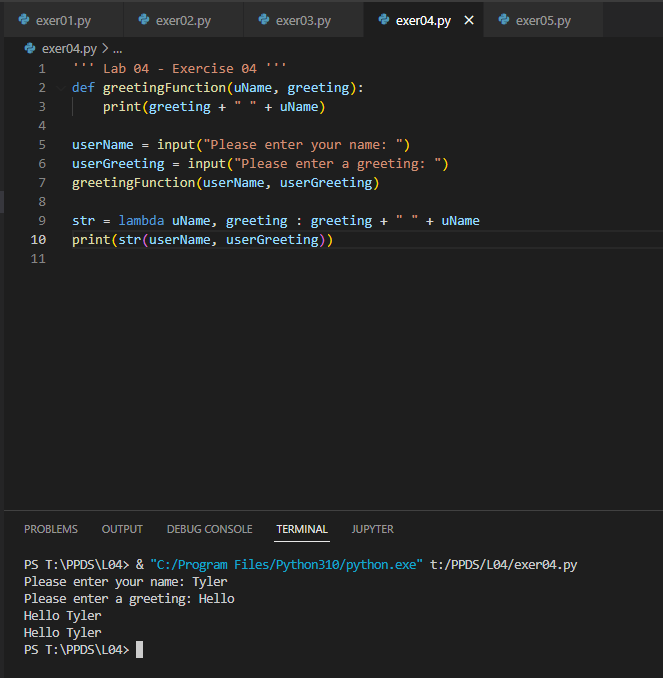 exer01.py exer02.py exer03.py exer04.py × exer05.py
exer04.py > ...
1 ''' Lab 04 - Exercise 04 '''
2 def greetingFunction(uName, greeting):
3     print(greeting + " " + uName)
4
5 userName = input("Please enter your name: ")
6 userGreeting = input("Please enter a greeting: ")
7 greetingFunction(userName, userGreeting)
8
9 str = lambda uName, greeting : greeting + " " + uName
10 print(str(userName, userGreeting))
11
PROBLEMS OUTPUT DEBUG CONSOLE TERMINAL JUPYTER
PS T:\PPDS\L04> & "C:/Program Files/Python310/python.exe" t:/PPDS/L04/exer04.py
Please enter your name: Tyler
Please enter a greeting: Hello
Hello Tyler
Hello Tyler
PS T:\PPDS\L04>